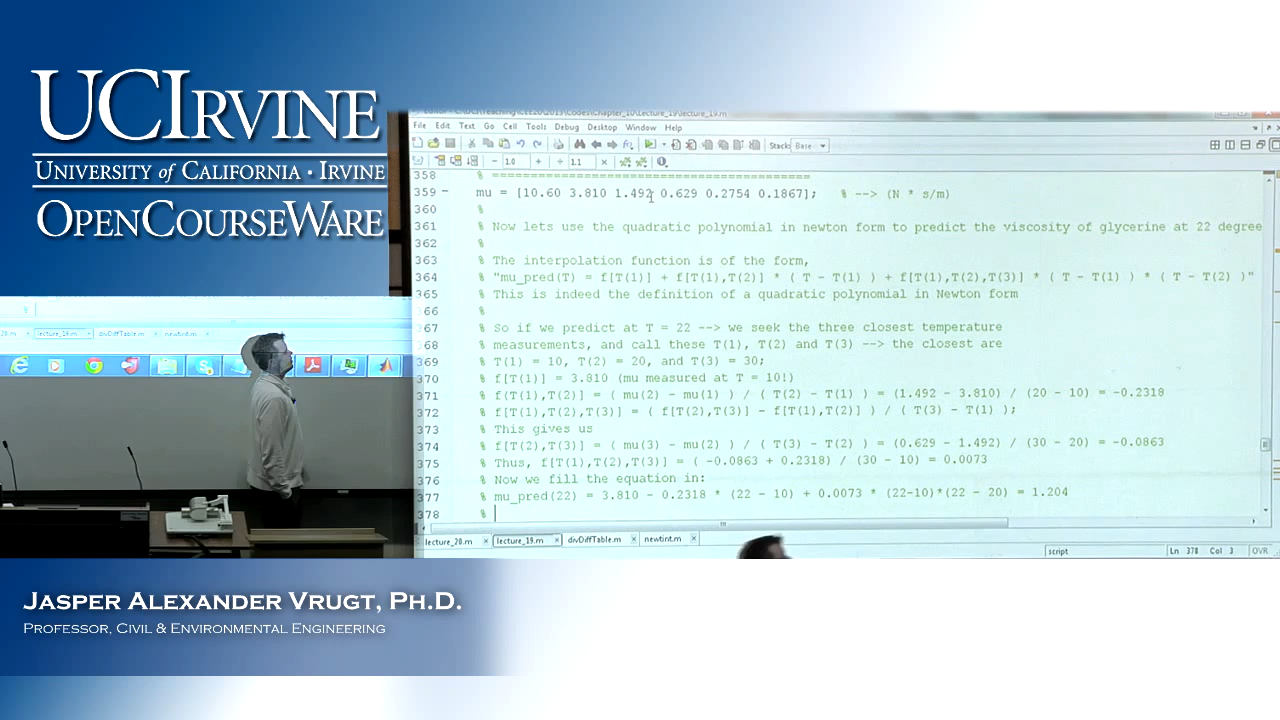 UCIRVINE
UNIVERSITY of CALIFORNIA · IRVINE
OPENCOURSEWARE
File Edit Text Go Cell Tools Debug Desktop Window Help
Stack: Base
1.0 + ÷ 1.1 ×
358 % ==========================================
359 mu = [10.60 3.810 1.492 0.629 0.2754 0.1867]; % --> (N * s/m)
360 %
361 % Now lets use the quadratic polynomial in newton form to predict the viscosity of glycerine at 22 degree
362 %
363 % The interpolation function is of the form,
364 % "mu_pred(T) = f[T(1)] + f[T(1),T(2)] * ( T - T(1) ) + f[T(1),T(2),T(3)] * ( T - T(1) ) * ( T - T(2) )"
365 % This is indeed the definition of a quadratic polynomial in Newton form
366 %
367 % So if we predict at T = 22 --> we seek the three closest temperature
368 % measurements, and call these T(1), T(2) and T(3) --> the closest are
369 % T(1) = 10, T(2) = 20, and T(3) = 30;
370 % f[T(1)] = 3.810 (mu measured at T = 10!)
371 % f[T(1),T(2)] = ( mu(2) - mu(1) ) / ( T(2) - T(1) ) = (1.492 - 3.810) / (20 - 10) = -0.2318
372 % f[T(1),T(2),T(3)] = ( f[T(2),T(3)] - f[T(1),T(2)] ) / ( T(3) - T(1) );
373 % This gives us
374 % f[T(2),T(3)] = ( mu(3) - mu(2) ) / ( T(3) - T(2) ) = (0.629 - 1.492) / (30 - 20) = -0.0863
375 % Thus, f[T(1),T(2),T(3)] = ( -0.0863 + 0.2318) / (30 - 10) = 0.0073
376 % Now we fill the equation in:
377 % mu_pred(22) = 3.810 - 0.2318 * (22 - 10) + 0.0073 * (22-10)*(22 - 20) = 1.204
378 %
lecture_20.m lecture_19.m divDiffTable.m newtint.m
script Ln 378 Col 3 OVR
lecture_19.m divDiffTable.m newtint.m
JASPER ALEXANDER VRUGT, PH.D.
PROFESSOR, CIVIL & ENVIRONMENTAL ENGINEERING